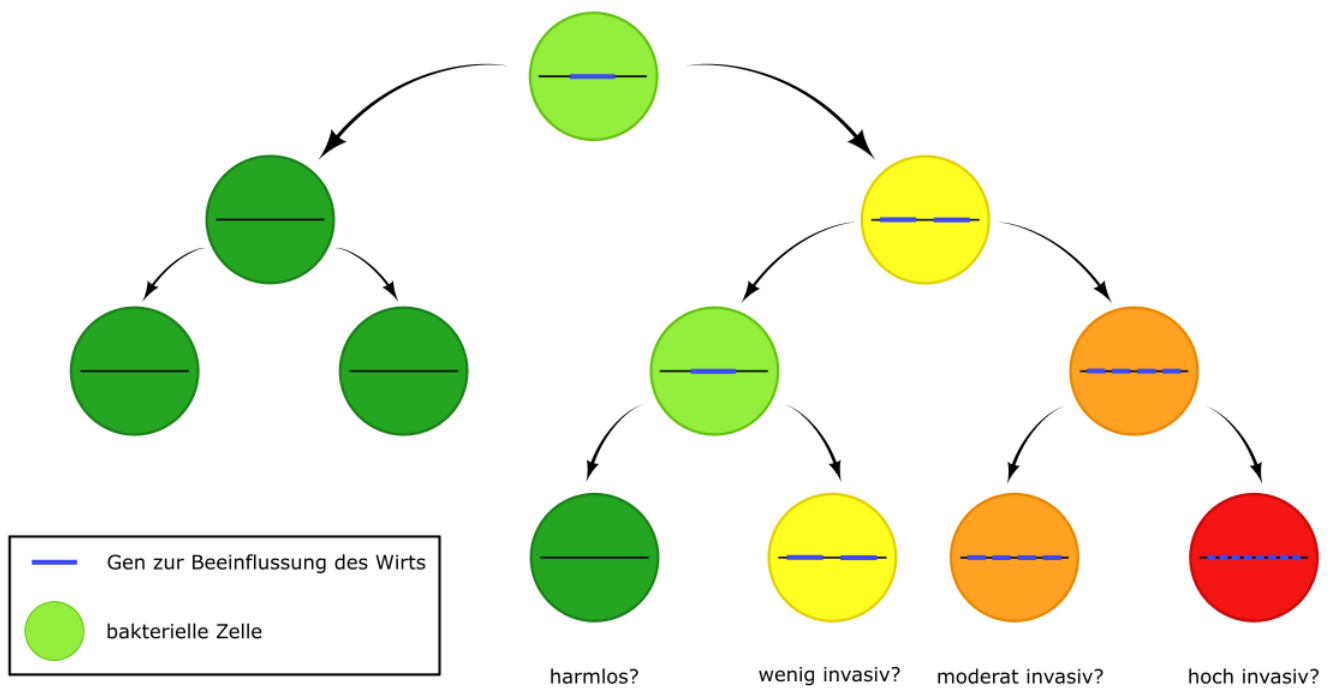 Gen zur Beeinflussung des Wirts
bakterielle Zelle
harmlos?
wenig invasiv?
moderat invasiv?
hoch invasiv?